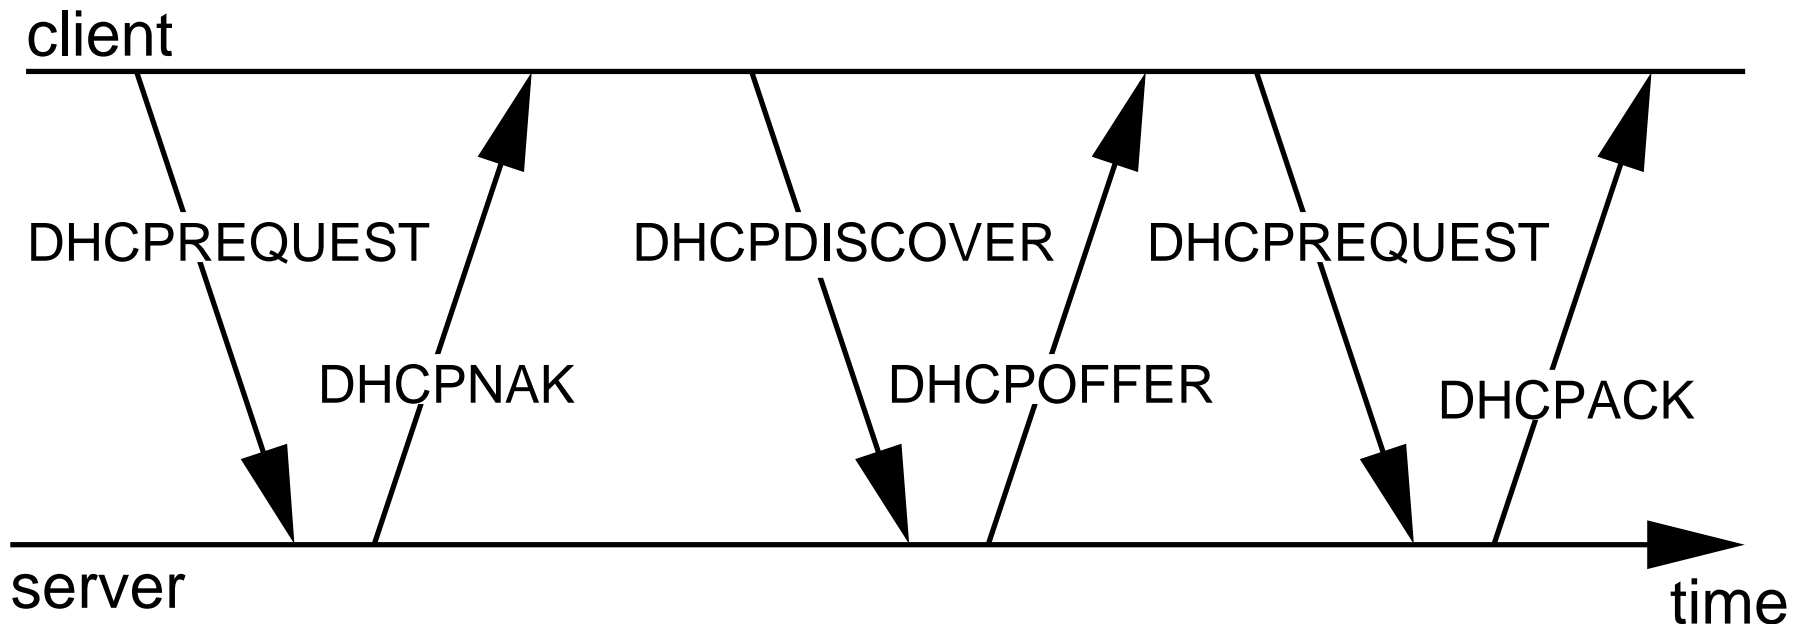 client
DHCPREQUEST
DHCPDISCOVER
DHCPREQUEST
DHCPNAK
DHCPOFFER
DHCPACK
server
time